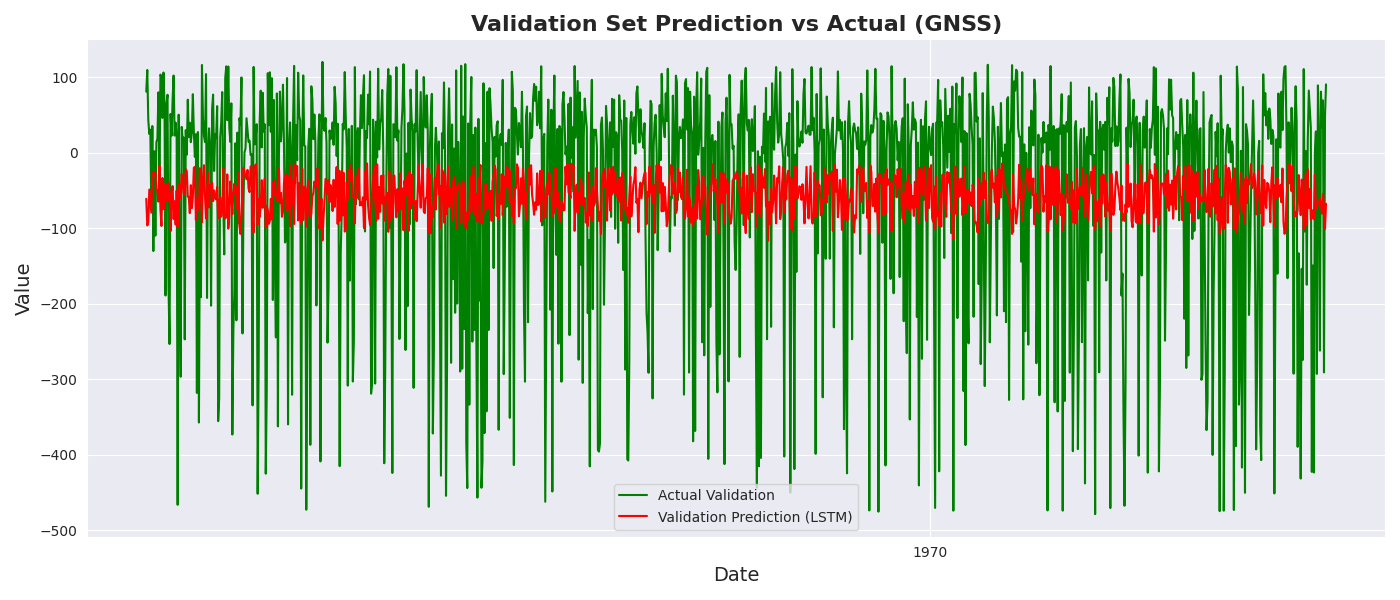 Validation Set Prediction vs Actual (GNSS)
100
0
−100
−200
−300
−400
−500
Value
Actual Validation
Validation Prediction (LSTM)
1970
Date